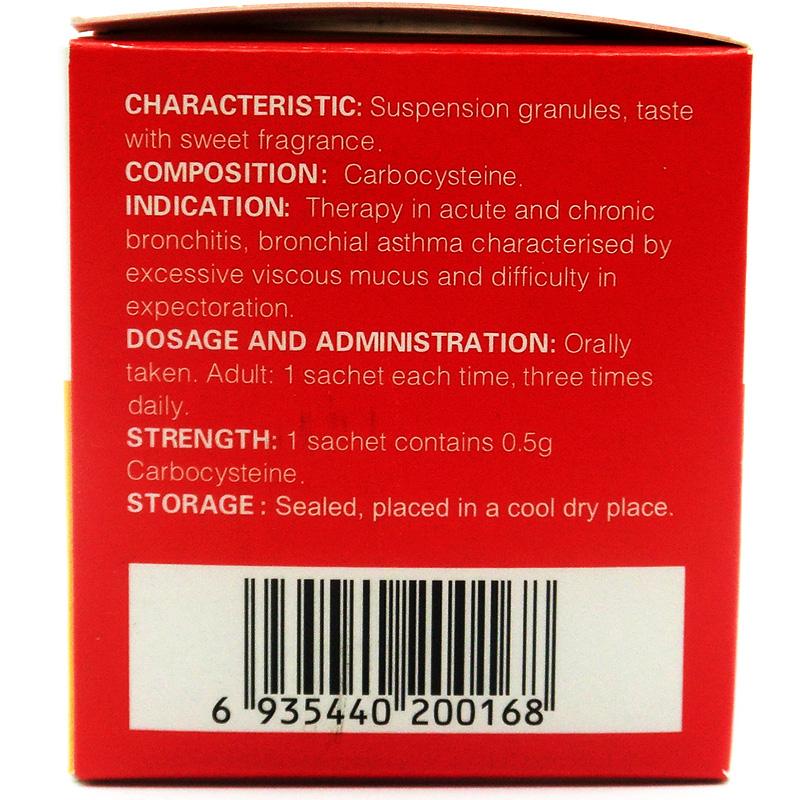 CHARACTERISTIC: Suspension granules, taste
with sweet fragrance.
COMPOSITION: Carbocysteine.
INDICATION: Therapy in acute and chronic
bronchitis, bronchial asthma characterised by
excessive viscous mucus and difficulty in
expectoration.
DOSAGE AND ADMINISTRATION: Orally
taken. Adult: 1 sachet each time, three times
daily.
STRENGTH: 1 sachet contains 0.5g
Carbocysteine.
STORAGE : Sealed, placed in a cool dry place.
6 935440 200168